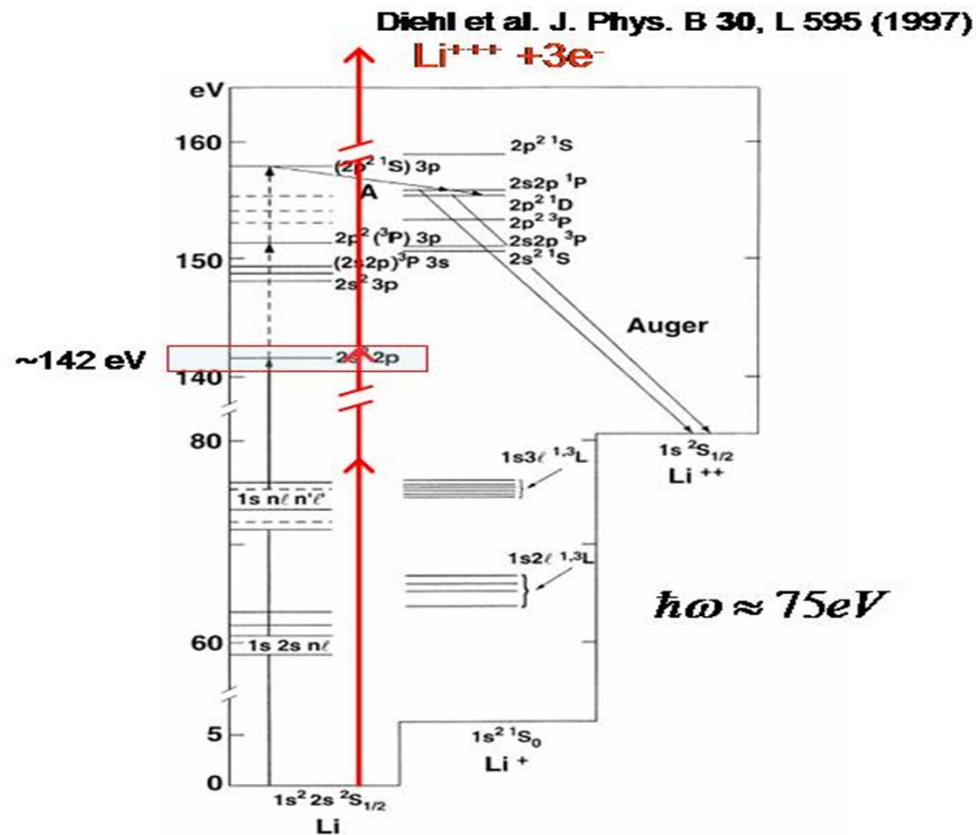 Diehl et al. J. Phys. B 30, L 595 (1997)
Li⁺⁺⁺ +3e⁻
eV
160
2p² ¹S
(2p² ¹S) 3p
A
2s2p ¹P
2p² ¹D
2p² ³P
2p² (³P) 3p
2s2p ³P
150
(2s2p)³P 3s
2s² ¹S
2s² 3p
Auger
~142 eV
2s² 2p
140
80
1s ²S₁/₂
Li ⁺⁺
1s3ℓ ¹,³L
1s nℓ n'ℓ'
1s2ℓ ¹,³L
ħω ≈ 75eV
60
1s 2s nℓ
5
1s² ¹S₀
Li ⁺
0
1s² 2s ²S₁/₂
Li